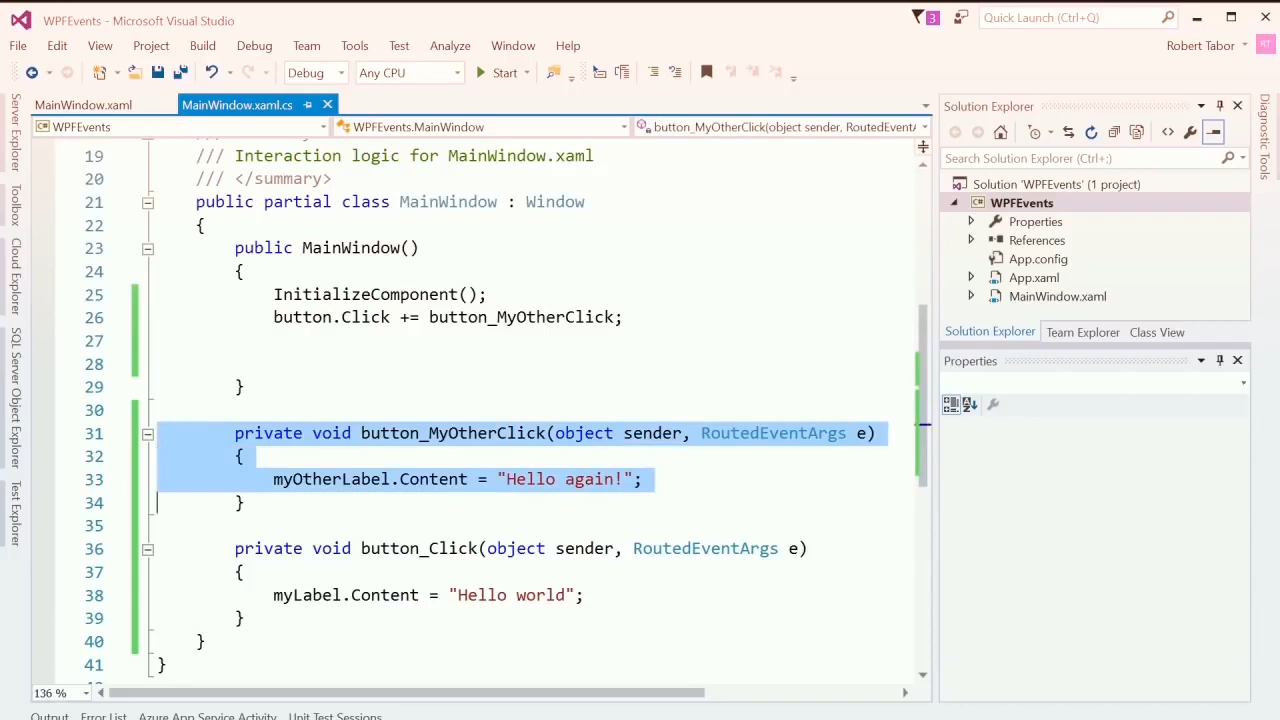 WPFEvents - Microsoft Visual Studio
3
Quick Launch (Ctrl+Q)
File Edit View Project Build Debug Team Tools Test Analyze Window Help
Robert Tabor
RT
Debug Any CPU Start
Server Explorer
Toolbox
Cloud Explorer
SQL Server Object Explorer
Test Explorer
MainWindow.xaml MainWindow.xaml.cs
WPFEvents WPFEvents.MainWindow button_MyOtherClick(object sender, RoutedEventA
19 /// Interaction logic for MainWindow.xaml
20 /// </summary>
21 public partial class MainWindow : Window
22 {
23 public MainWindow()
24 {
25 InitializeComponent();
26 button.Click += button_MyOtherClick;
27
28
29 }
30
31 private void button_MyOtherClick(object sender, RoutedEventArgs e)
32 {
33 myOtherLabel.Content = "Hello again!";
34 }
35
36 private void button_Click(object sender, RoutedEventArgs e)
37 {
38 myLabel.Content = "Hello world";
39 }
40 }
41 }
136 %
Solution Explorer
Search Solution Explorer (Ctrl+;)
Solution 'WPFEvents' (1 project)
C# WPFEvents
Properties
References
App.config
App.xaml
MainWindow.xaml
Solution Explorer Team Explorer Class View
Properties
Diagnostic Tools
Output Error List Azure App Service Activity Unit Test Sessions